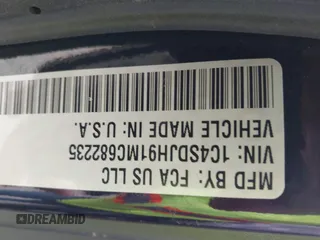 MFD BY: FCA US LLC
VIN: 1C4SDJH91MC682235
VEHICLE MADE IN: U.S.A.
DREAMBID